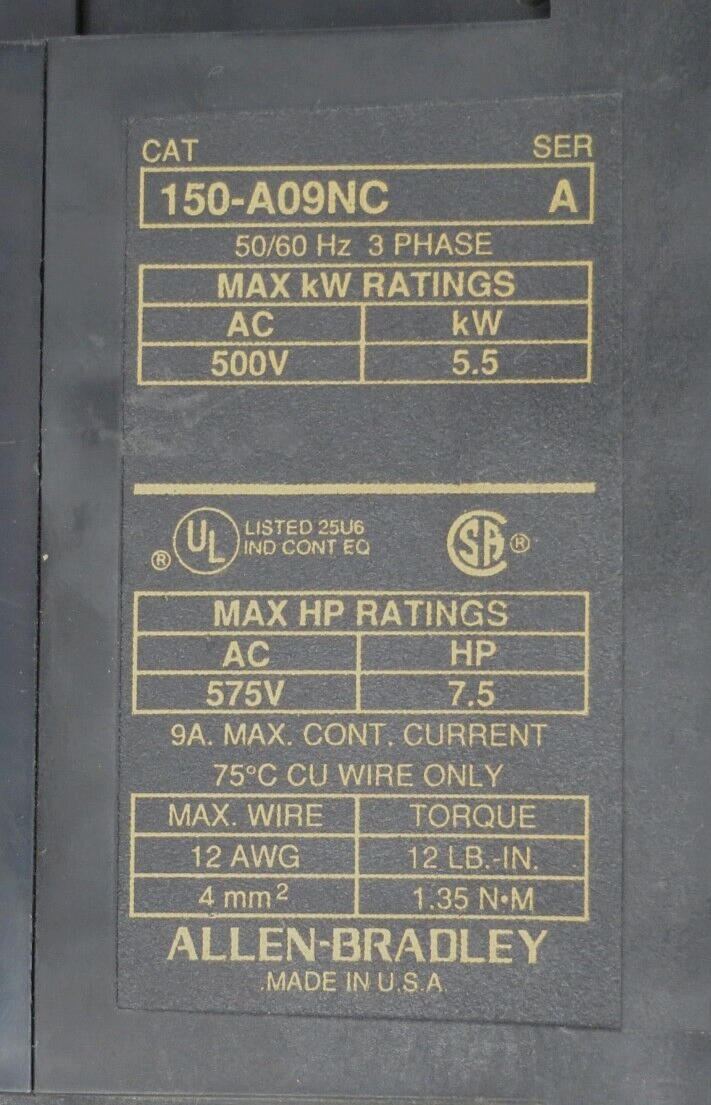 CAT SER
150-A09NC A
50/60 Hz 3 PHASE
MAX kW RATINGS
AC kW
500V 5.5
® UL LISTED 25U6
IND CONT EQ
SA ®
MAX HP RATINGS
AC HP
575V 7.5
9A. MAX. CONT. CURRENT
75°C CU WIRE ONLY
MAX. WIRE TORQUE
12 AWG 12 LB.-IN.
4 mm² 1.35 N•M
ALLEN-BRADLEY
MADE IN U.S.A